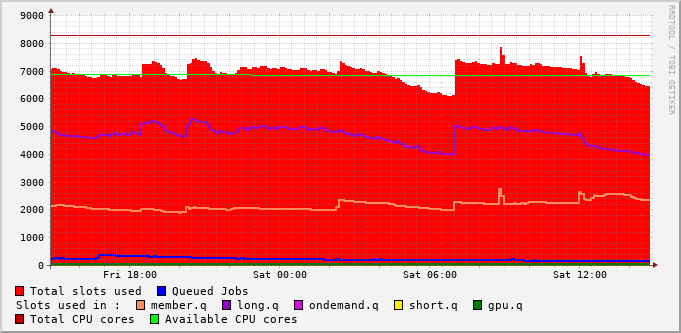 9000
8000
7000
6000
5000
4000
3000
2000
1000
0
Fri 18:00 Sat 00:00 Sat 06:00 Sat 12:00
RRDTOOL / TOBI OETIKER
Total slots used Queued Jobs
Slots used in : member.q long.q ondemand.q short.q gpu.q
Total CPU cores Available CPU cores